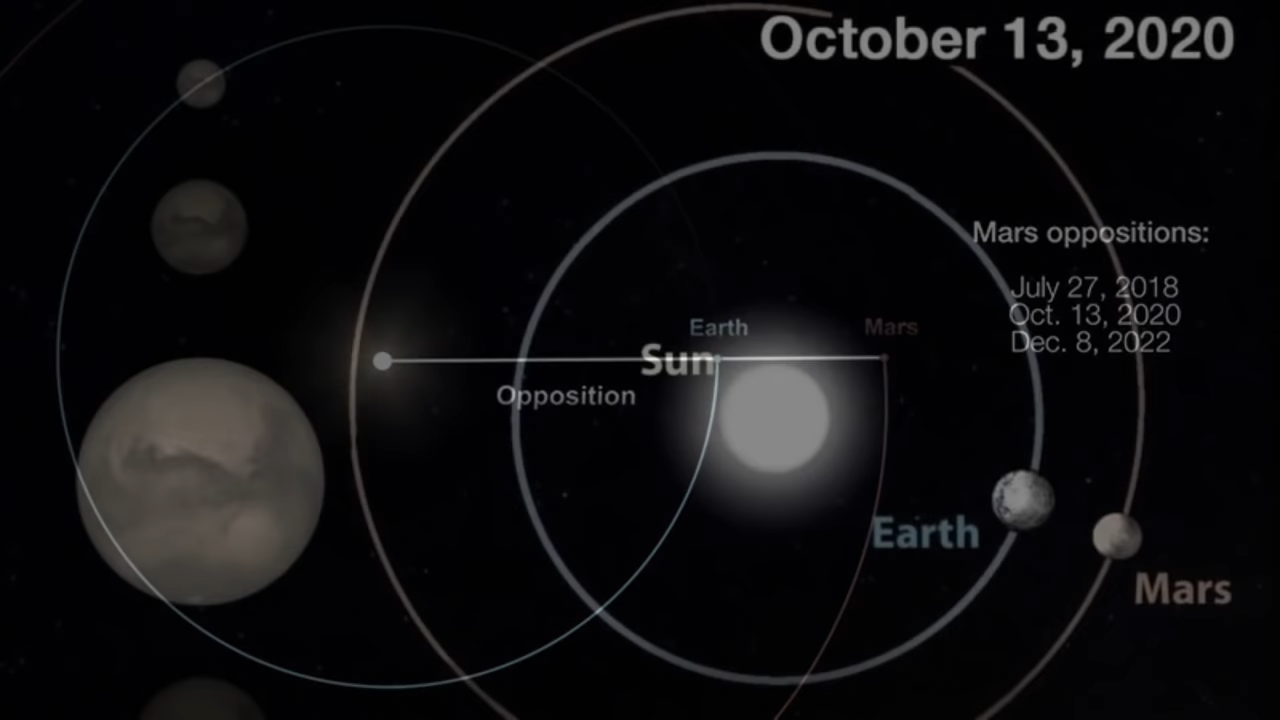 October 13, 2020
Mars oppositions:
July 27, 2018
Oct. 13, 2020
Dec. 8, 2022
Earth
Mars
Sun
Opposition
Earth
Mars